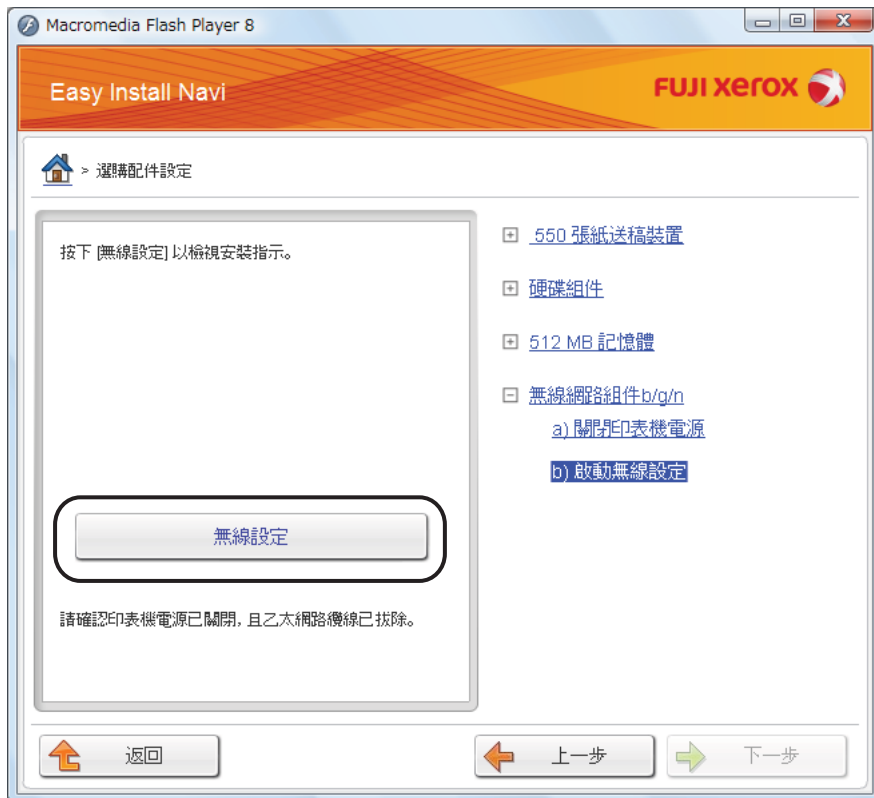 Macromedia Flash Player 8
Easy Install Navi
FUJI xerox
> 選購配件設定
按下 [無線設定] 以檢視安裝指示。
無線設定
請確認印表機電源已關閉, 且乙太網路纜線已拔除。
550 張紙送稿裝置
硬碟組件
512 MB 記憶體
無線網路組件b/g/n
a) 關閉印表機電源
b) 啟動無線設定
返回
上一步
下一步